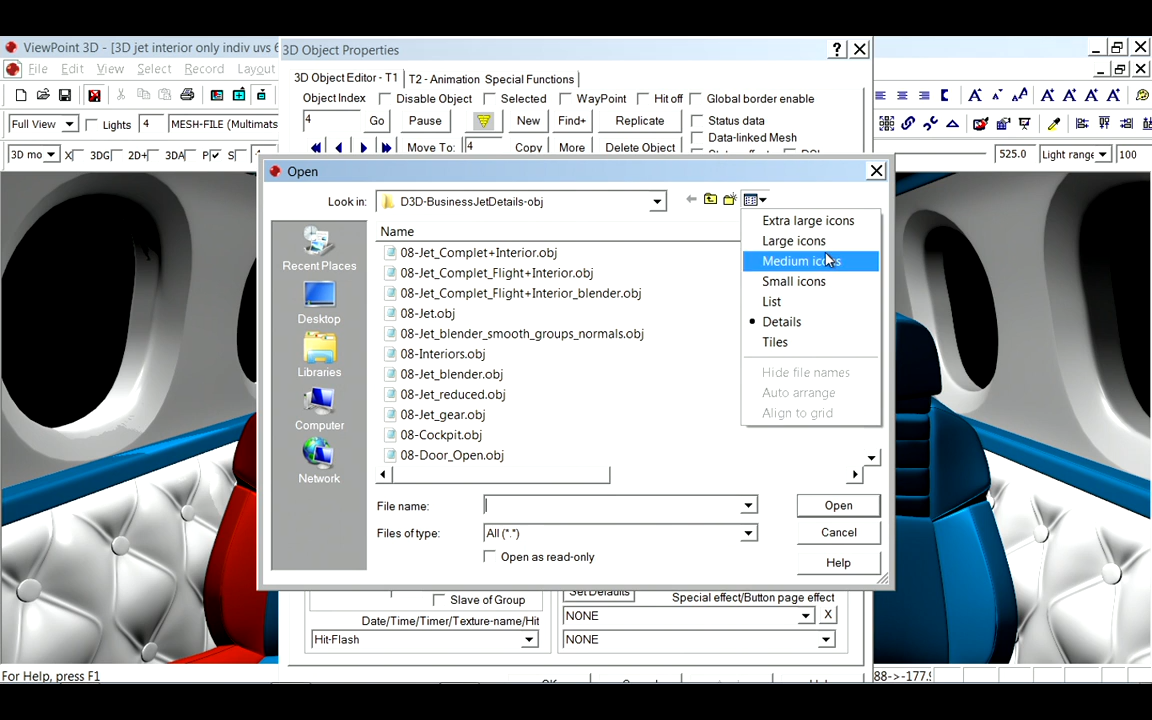 ViewPoint 3D - [3D jet interior only indiv uvs 6
3D Object Properties
File Edit View Select Record Layout
3D Object Editor - T1 T2 - Animation Special Functions
Object Index Disable Object Selected WayPoint Hit off Global border enable
4 Go Pause New Find+ Replicate Status data
Data-linked Mesh
Full View Lights 4 MESH-FILE (Multimats
Move To: 4 Copy More Delete Object
3D mo X 3DG 2D+ 3DA P S
525.0 Light range 100
Open
Look in: D3D-BusinessJetDetails-obj
Name
08-Jet_Complet+Interior.obj
08-Jet_Complet_Flight+Interior.obj
08-Jet_Complet_Flight+Interior_blender.obj
08-Jet.obj
08-Jet_blender_smooth_groups_normals.obj
08-Interiors.obj
08-Jet_blender.obj
08-Jet_reduced.obj
08-Jet_gear.obj
08-Cockpit.obj
08-Door_Open.obj
Recent Places
Desktop
Libraries
Computer
Network
Extra large icons
Large icons
Medium icons
Small icons
List
Details
Tiles
Hide file names
Auto arrange
Align to grid
File name: Open
Files of type: All (*.*) Cancel
Open as read-only Help
Slave of Group Set Defaults Special effect/Button page effect
Date/Time/Timer/Texture-name/Hit NONE X
Hit-Flash NONE
For Help, press F1